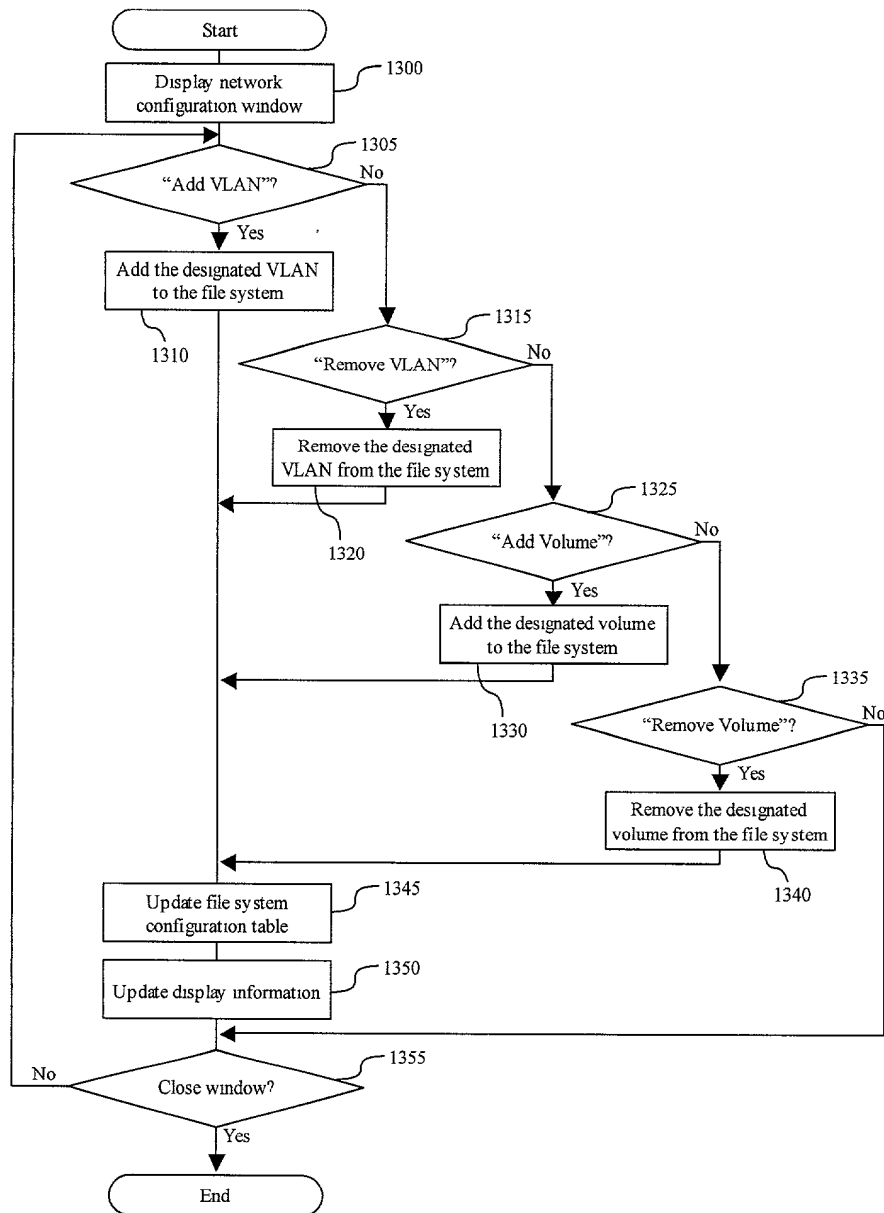 Start
Display network
configuration window
1300
1305
“Add VLAN”?
No
Yes
Add the designated VLAN
to the file system
1310
1315
“Remove VLAN”?
No
Yes
Remove the designated
VLAN from the file system
1320
1325
“Add Volume”?
No
Yes
Add the designated volume
to the file system
1330
1335
“Remove Volume”?
No
Yes
Remove the designated
volume from the file system
1340
Update file system
configuration table
1345
Update display information
1350
1355
Close window?
No
Yes
End